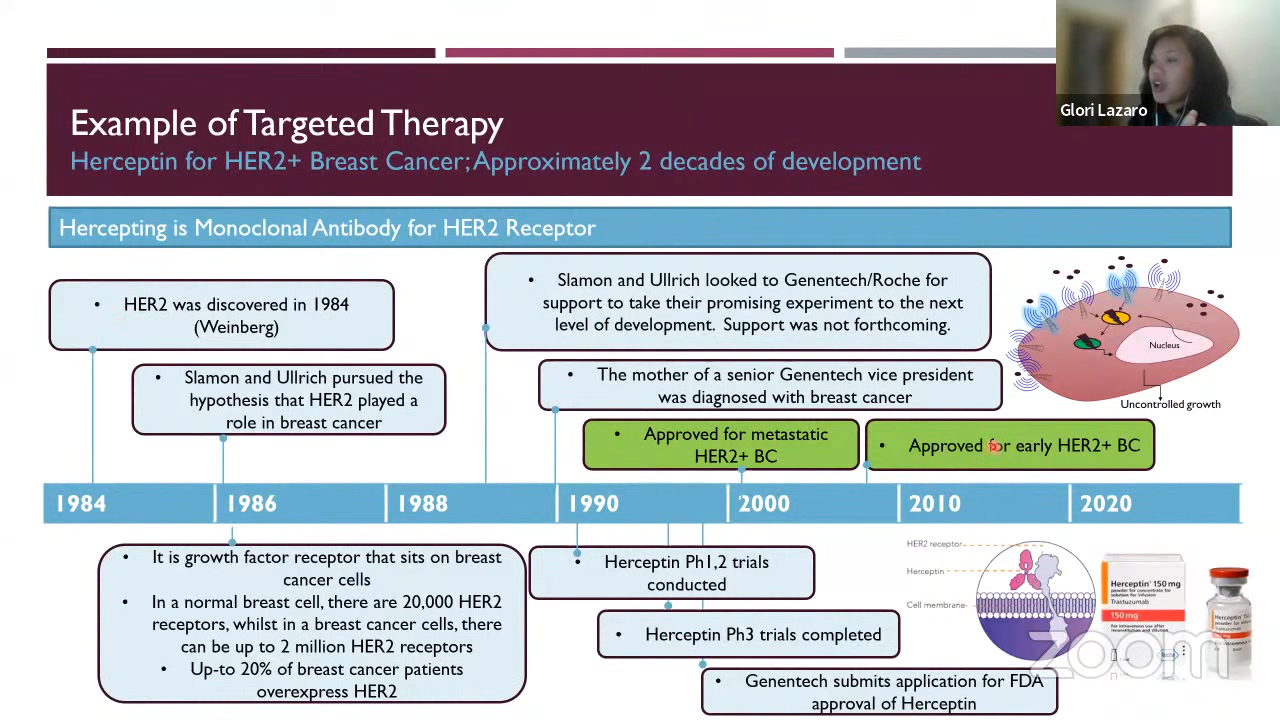 Glori Lazaro
Example of Targeted Therapy
Herceptin for HER2+ Breast Cancer; Approximately 2 decades of development
Hercepting is Monoclonal Antibody for HER2 Receptor
• HER2 was discovered in 1984
(Weinberg)
• Slamon and Ullrich pursued the
hypothesis that HER2 played a
role in breast cancer
• Slamon and Ullrich looked to Genentech/Roche for
support to take their promising experiment to the next
level of development. Support was not forthcoming.
• The mother of a senior Genentech vice president
was diagnosed with breast cancer
• Approved for metastatic
HER2+ BC
• Approved for early HER2+ BC
Nucleus
Uncontrolled growth
1984 1986 1988 1990 2000 2010 2020
• It is growth factor receptor that sits on breast
cancer cells
• In a normal breast cell, there are 20,000 HER2
receptors, whilst in a breast cancer cells, there
can be up to 2 million HER2 receptors
• Up-to 20% of breast cancer patients
overexpress HER2
• Herceptin Ph1,2 trials
conducted
• Herceptin Ph3 trials completed
• Genentech submits application for FDA
approval of Herceptin
HER2 receptor
Herceptin
Cell membrane
Herceptin® 150 mg
powder for concentrate for
solution for infusion
Trastuzumab
150 mg
For intravenous use after
reconstitution and dilution
Roche
Herceptin
150 mg
zoom